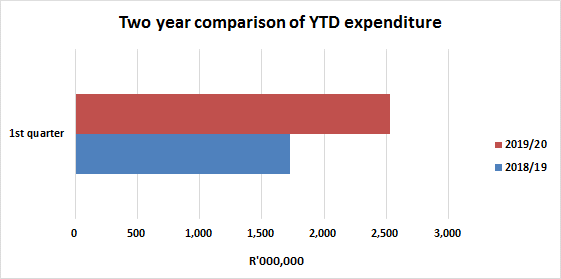 Two year comparison of YTD expenditure
1st quarter
2019/20
2018/19
0 500 1,000 1,500 2,000 2,500 3,000
R'000,000